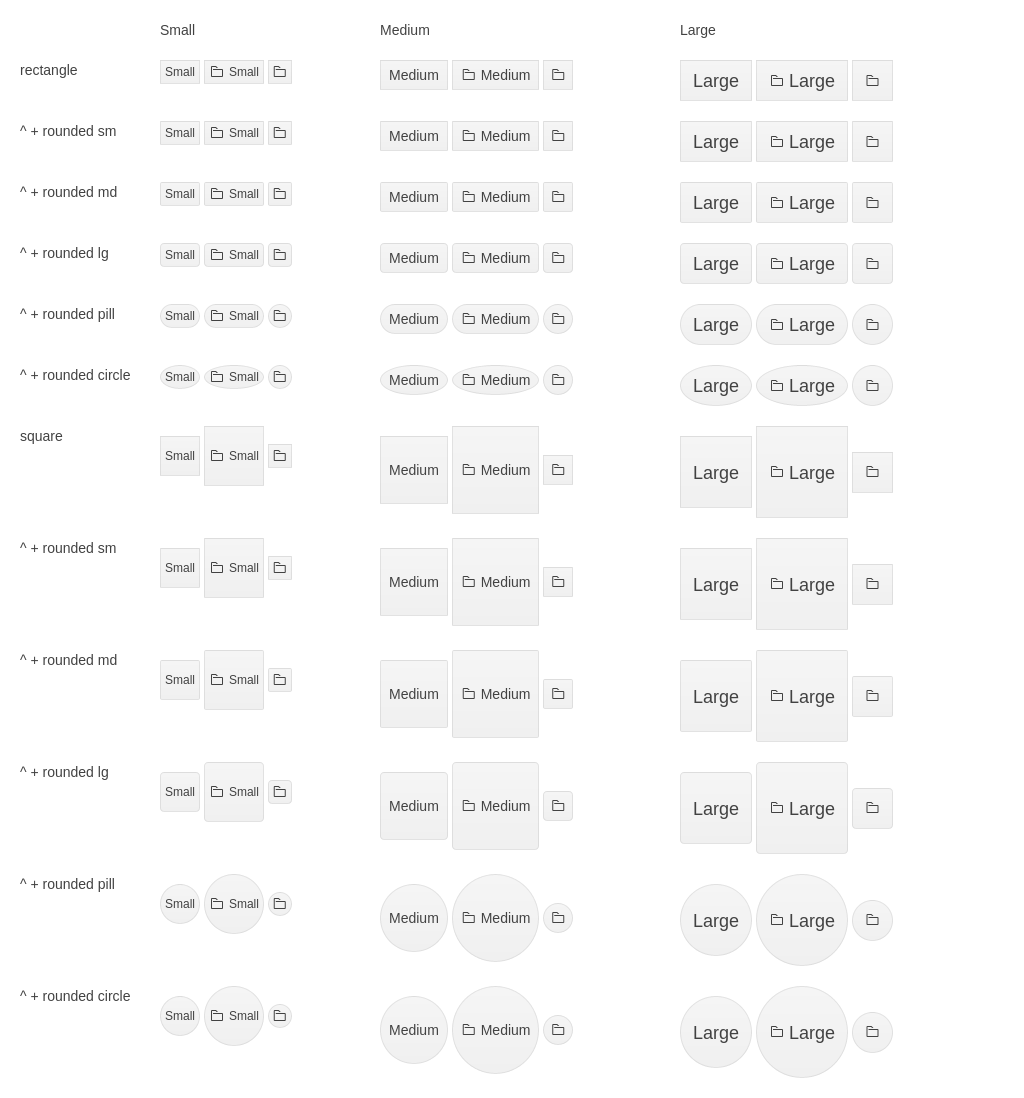 Small Medium Large
rectangle Small Small Medium Medium Large Large
^ + rounded sm Small Small Medium Medium Large Large
^ + rounded md Small Small Medium Medium Large Large
^ + rounded lg Small Small Medium Medium Large Large
^ + rounded pill Small Small Medium Medium Large Large
^ + rounded circle Small Small Medium Medium Large Large
square Small Small Medium Medium Large Large
^ + rounded sm Small Small Medium Medium Large Large
^ + rounded md Small Small Medium Medium Large Large
^ + rounded lg Small Small Medium Medium Large Large
^ + rounded pill Small Small Medium Medium Large Large
^ + rounded circle Small Small Medium Medium Large Large